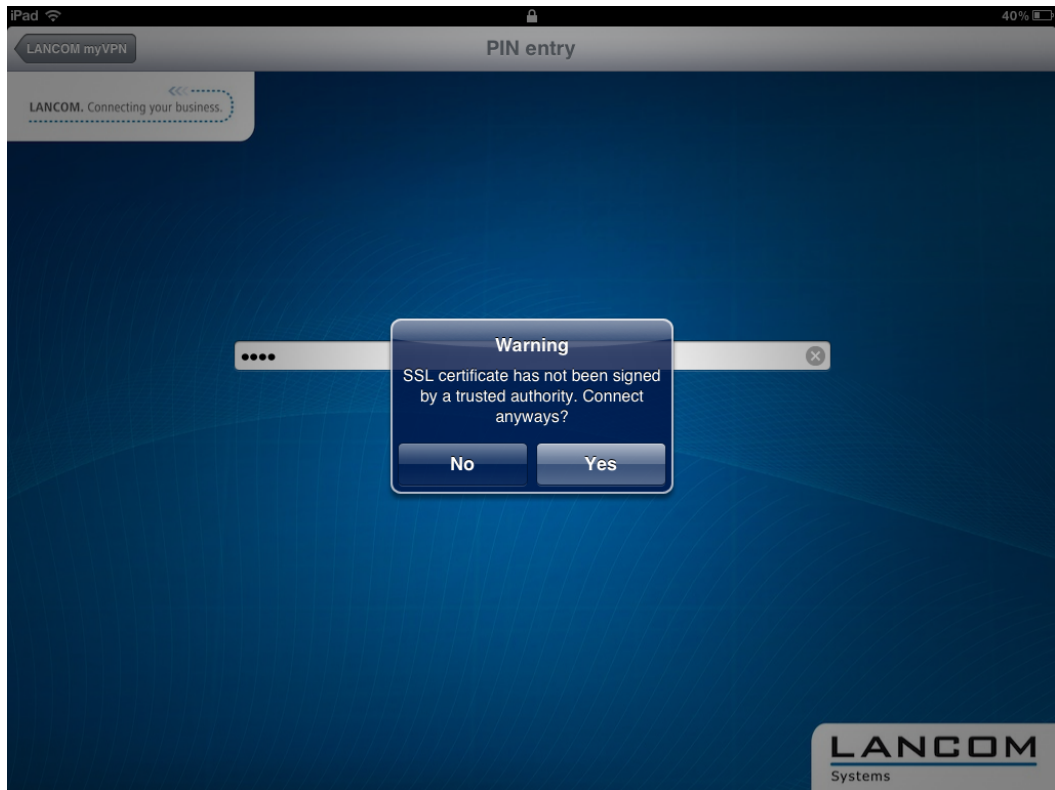 iPad 40%
LANCOM myVPN PIN entry
LANCOM. Connecting your business.
••••
Warning
SSL certificate has not been signed
by a trusted authority. Connect
anyways?
No Yes
LANCOM
Systems